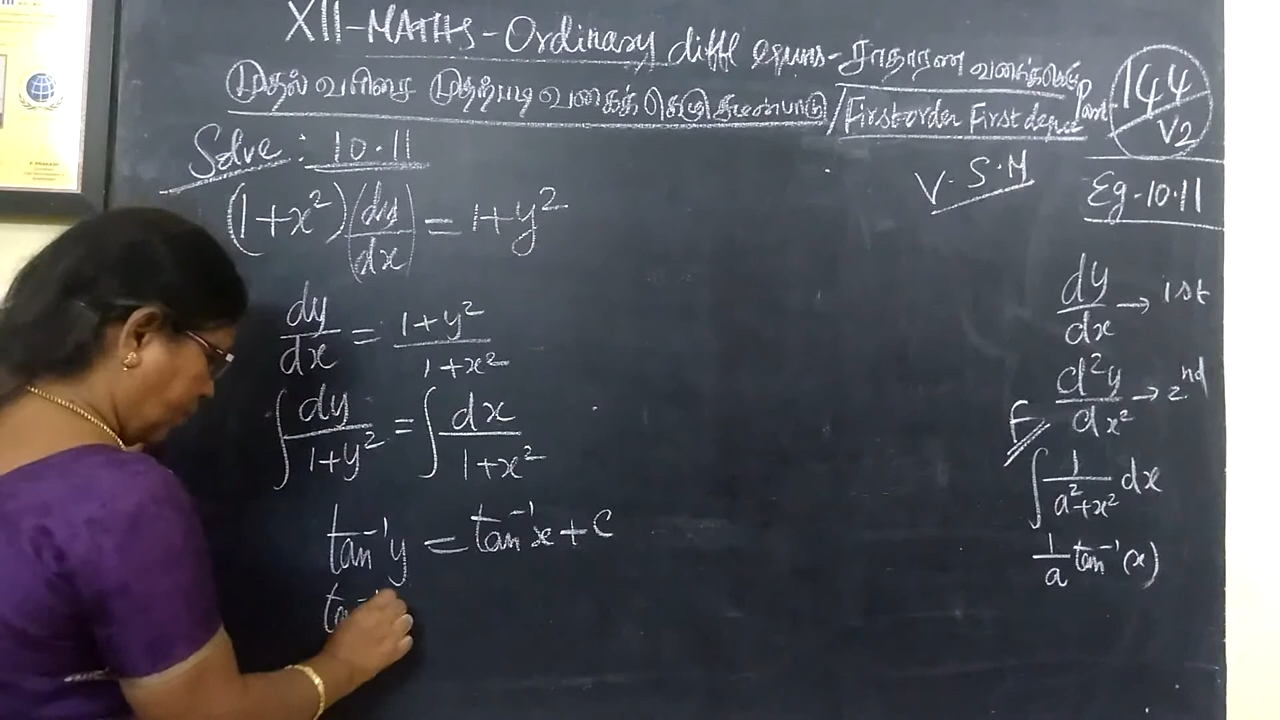 XII-MATHS-Ordinary diffl equns-சாதாரண வகைக்கெழு
முதல் வரிசை முதற்படி வகைக் கெழு சமன்பாடு/First order First degree
Part-144/V2
Solve: 10.11
V.S.M
Eg-10.11
(1+x²)(dy/dx) = 1+y²
dy/dx = 1+y²/1+x²
∫dy/1+y² = ∫dx/1+x²
tan⁻¹y = tan⁻¹x+c
dy/dx → 1st
d²y/dx² → 2nd
F
∫1/a²+x² dx
1/a tan⁻¹(x)